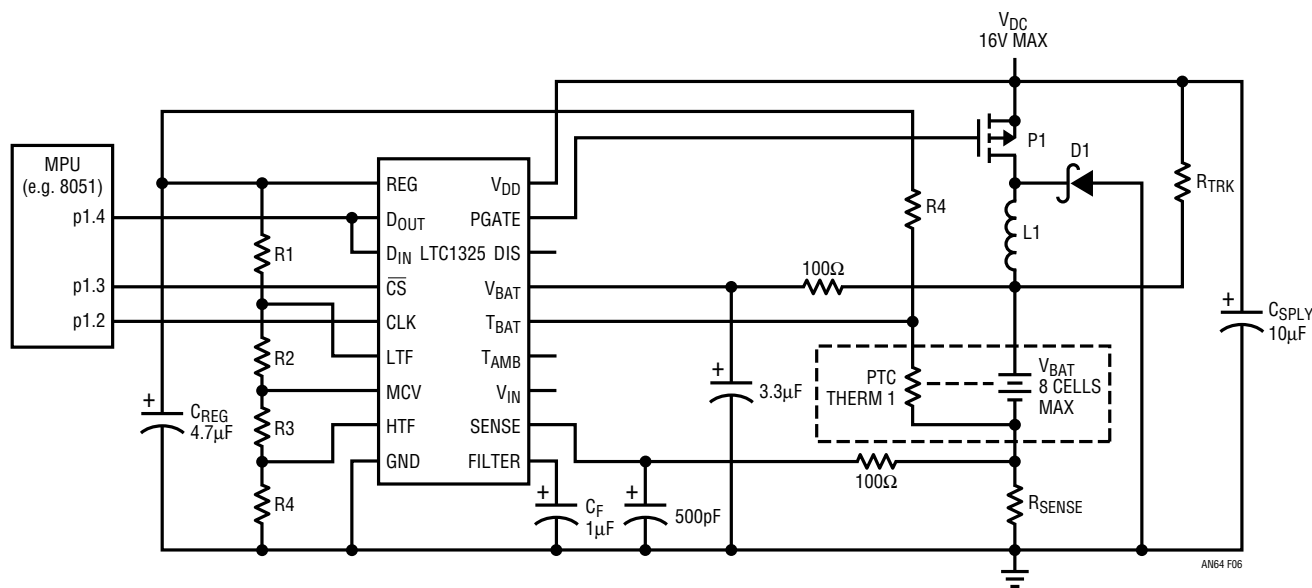 V_DC
16V MAX
MPU
(e.g. 8051)
p1.4
p1.3
p1.2
C_REG
4.7µF
R1
R2
R3
R4
REG
D_OUT
D_IN
C̅S̅
CLK
LTF
MCV
HTF
GND
LTC1325
V_DD
PGATE
DIS
V_BAT
T_BAT
T_AMB
V_IN
SENSE
FILTER
C_F
1µF
500pF
3.3µF
100Ω
100Ω
R4
P1
D1
L1
R_TRK
C_SPLY
10µF
PTC
THERM 1
V_BAT
8 CELLS
MAX
R_SENSE
AN64 F06
+
+
+
+
+